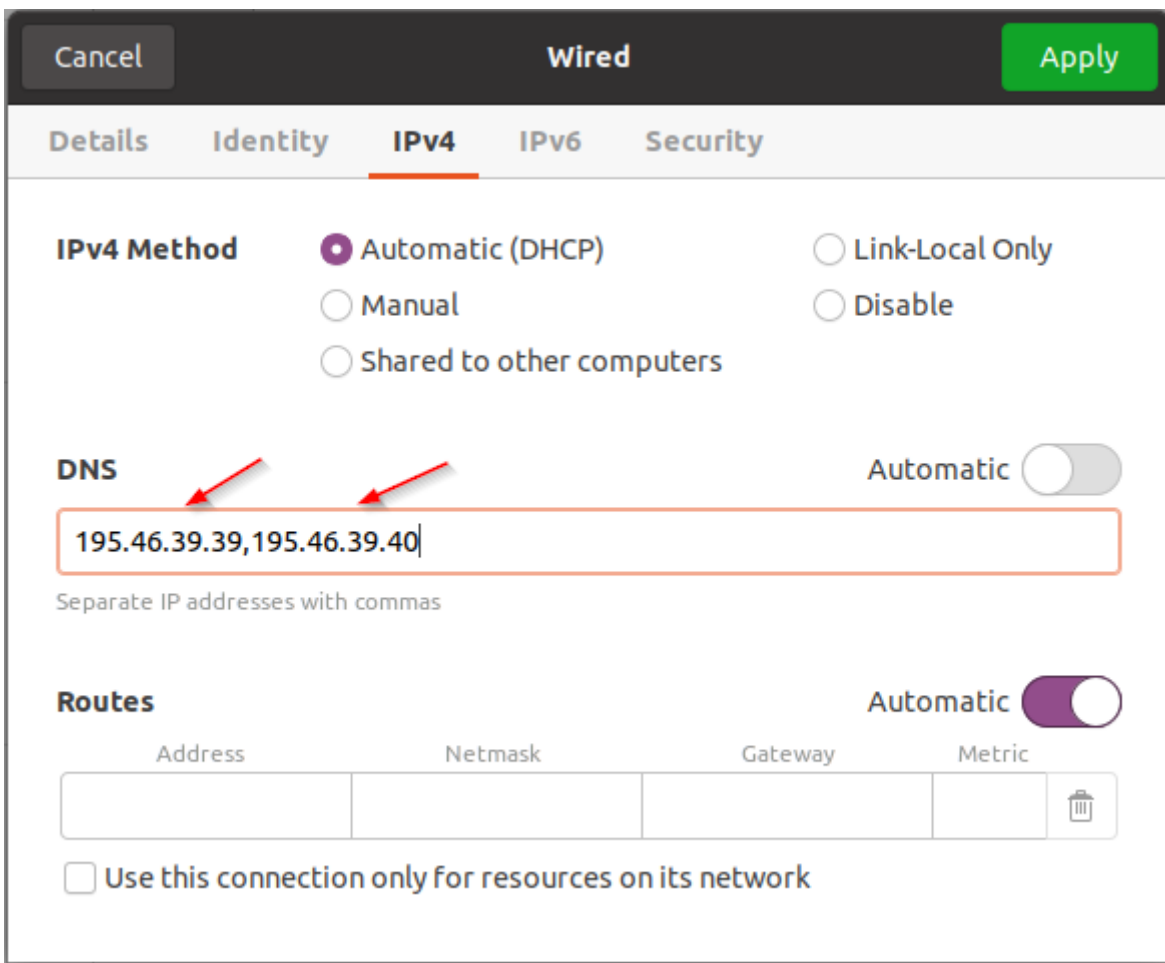 Cancel Wired Apply
Details Identity IPv4 IPv6 Security
IPv4 Method Automatic (DHCP) Link-Local Only
Manual Disable
Shared to other computers
DNS Automatic
195.46.39.39,195.46.39.40
Separate IP addresses with commas
Routes Automatic
Address Netmask Gateway Metric
Use this connection only for resources on its network